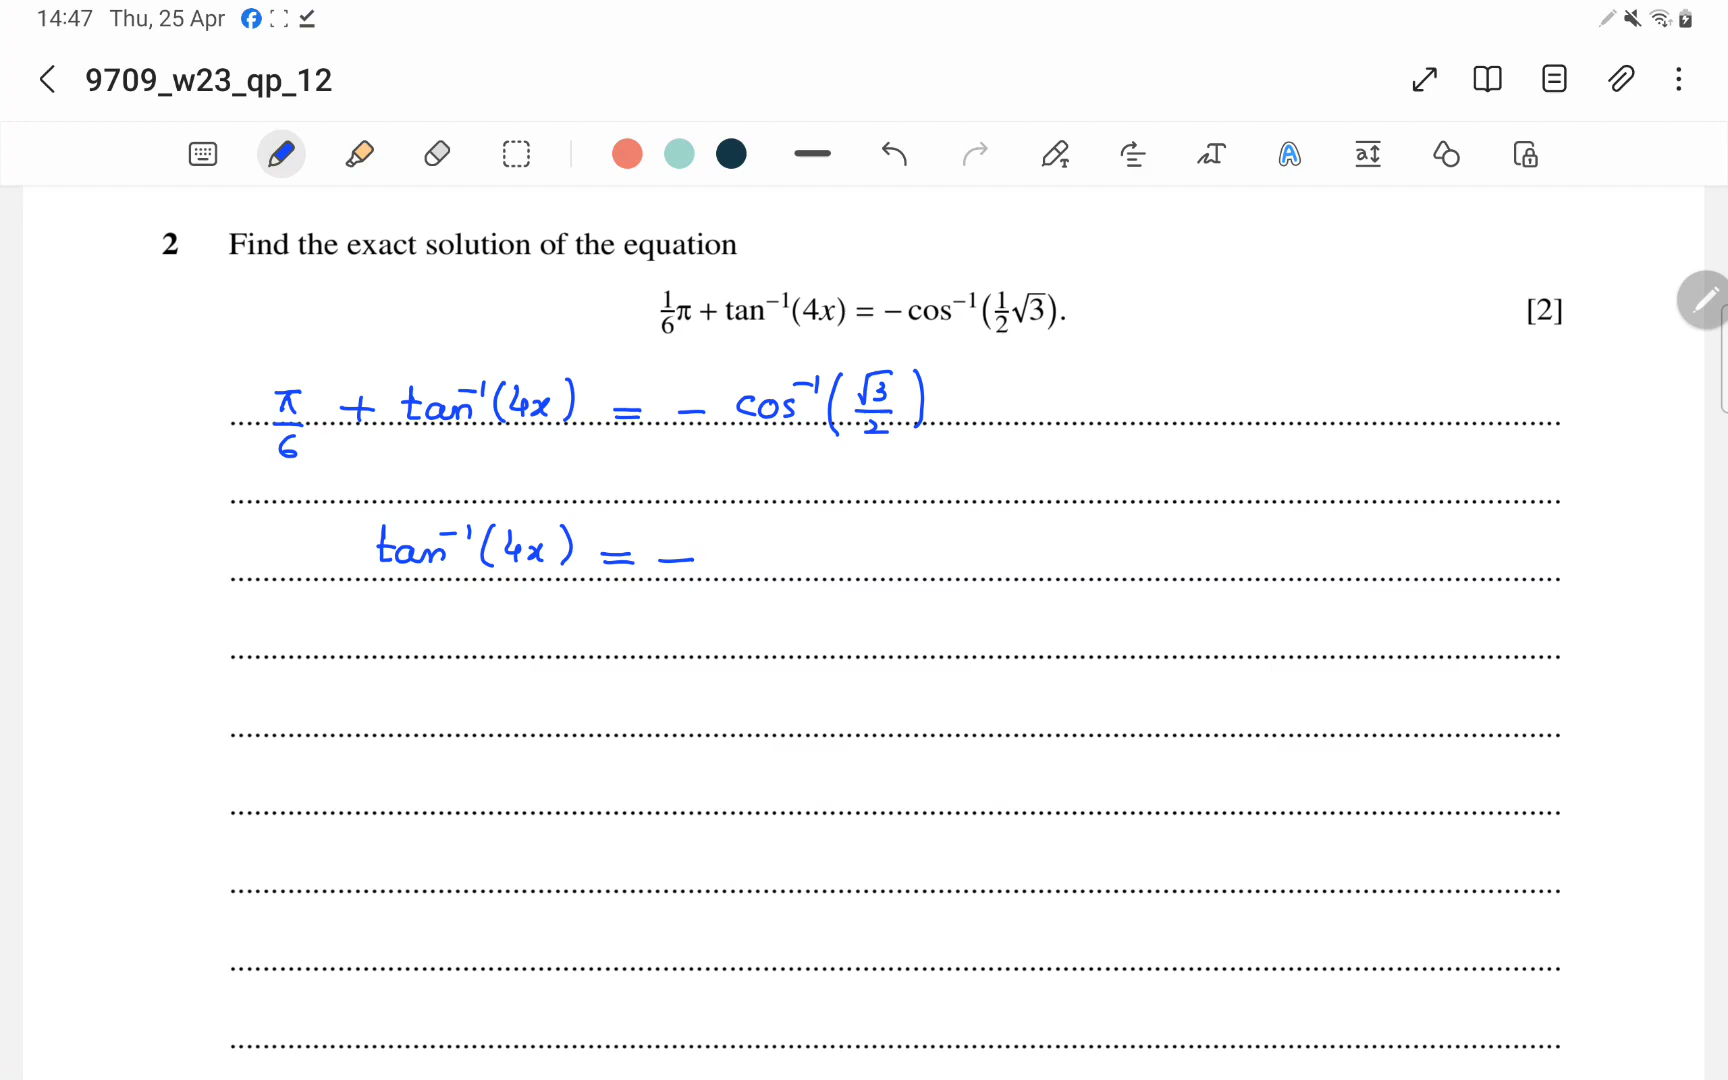 14:47 Thu, 25 Apr
9709_w23_qp_12
2 Find the exact solution of the equation
1/6 π + tan⁻¹(4x) = − cos⁻¹(1/2 √3). [2]
π/6 + tan⁻¹(4x) = − cos⁻¹(√3/2)
tan⁻¹(4x) = −